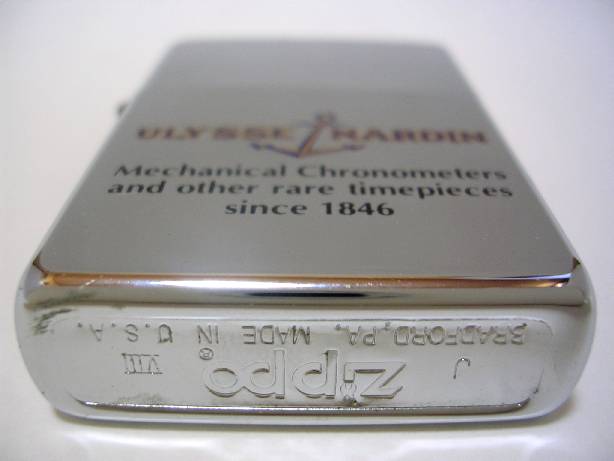 ULYSSE NARDIN
Mechanical Chronometers
and other rare timepieces
since 1846
J Zippo® VIII
BRADFORD, PA. MADE IN U.S.A.